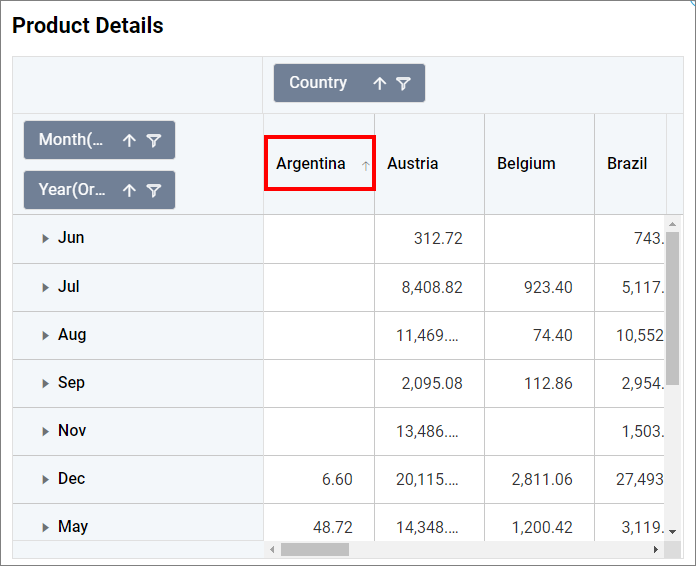 Product Details
Country
Month(...
Year(Or...
Argentina Austria Belgium Brazil
Jun 312.72 743.
Jul 8,408.82 923.40 5,117.
Aug 11,469.... 74.40 10,552
Sep 2,095.08 112.86 2,954.
Nov 13,486.... 1,503.
Dec 6.60 20,115.... 2,811.06 27,493
May 48.72 14,348.... 1,200.42 3,119.